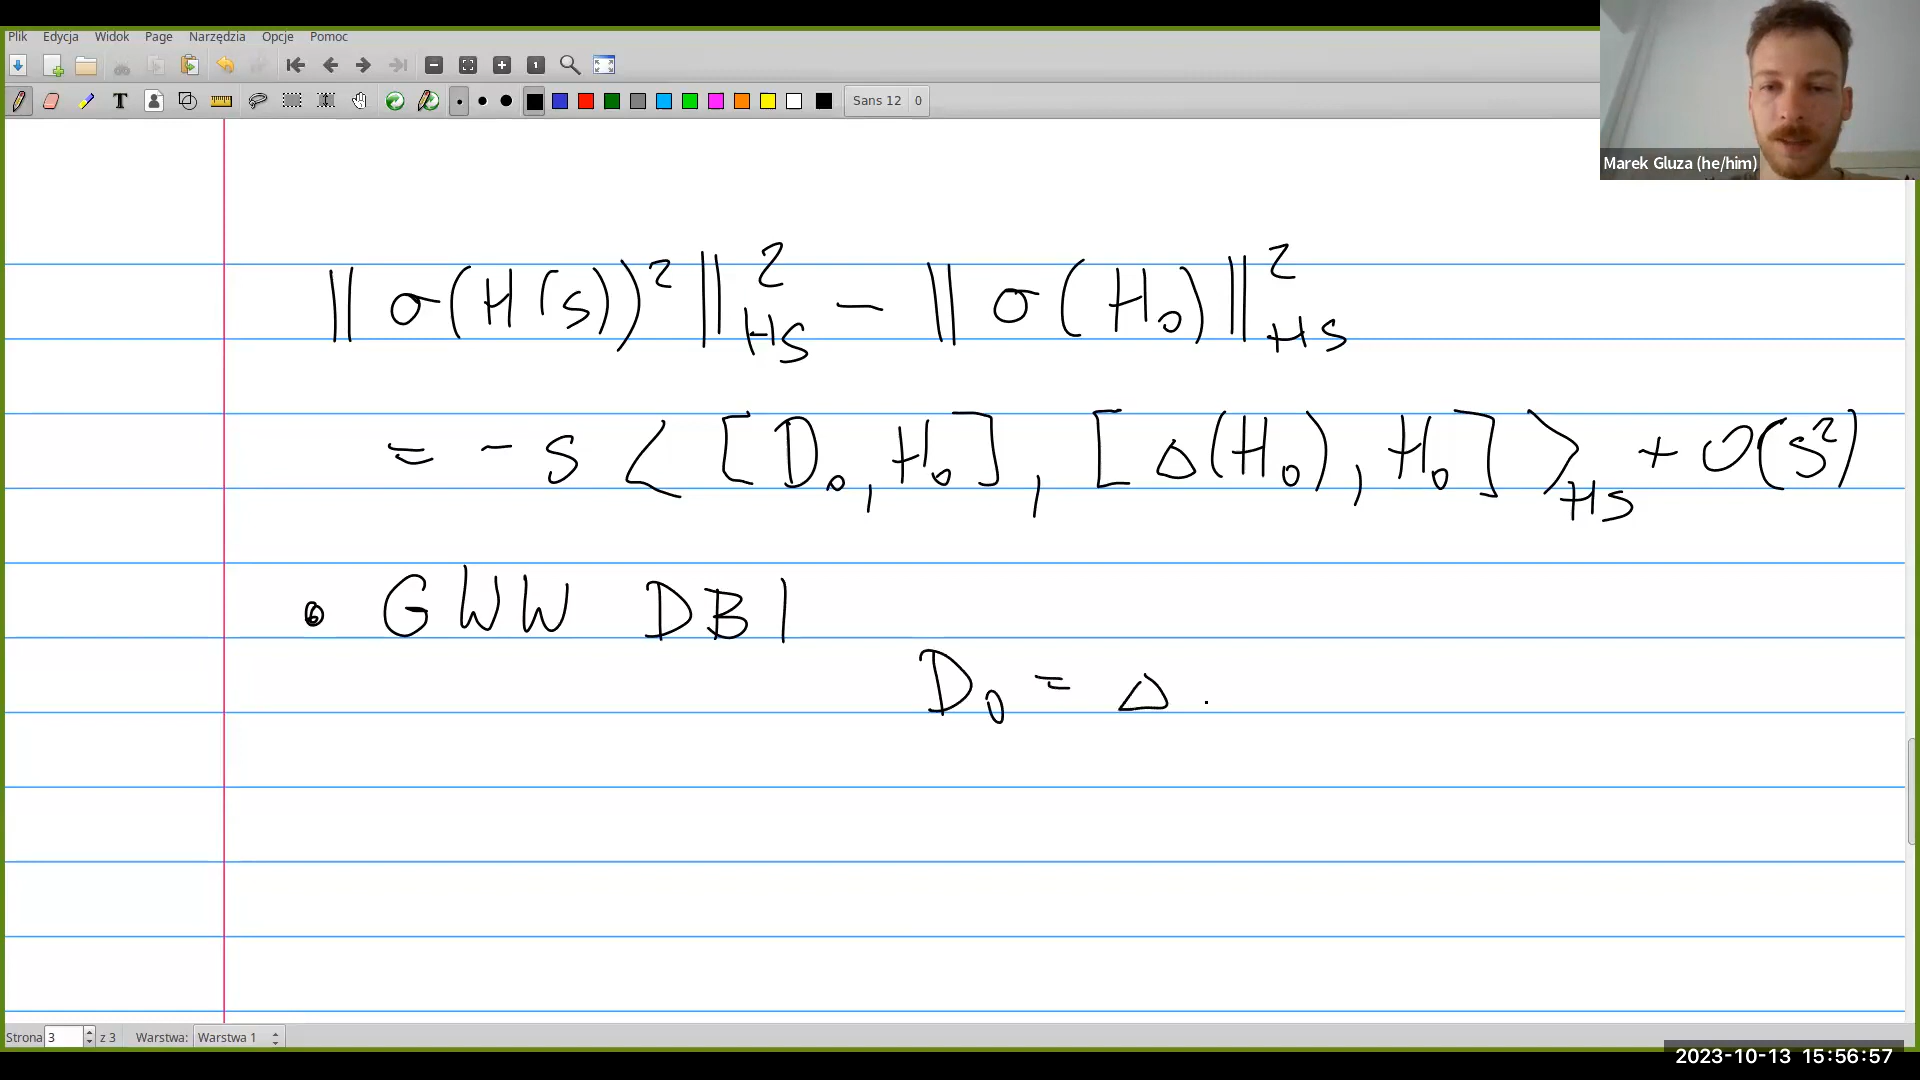 Plik Edycja Widok Page Narzędzia Opcje Pomoc
Sans 12 0
Marek Gluza (he/him)
‖ σ(H(s))² ‖²_HS − ‖ σ(H₀) ‖²_HS
= − s ⟨ [D₀, H₀], [Δ(H₀), H₀] ⟩_HS + O(s²)
• GWW DBI
D₀ = Δ .
Strona 3 z 3 Warstwa: Warstwa 1
2023-10-13 15:56:57